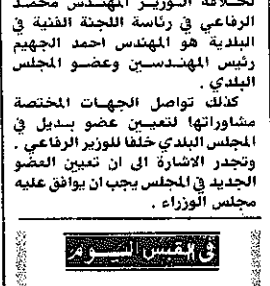 لخلافة الوزير المهندس محمد
الرفاعي في رئاسة اللجنة الفنية في
البلدية هو المهندس احمد الجهيم
رئيس المهندسين وعضو المجلس
البلدي .
كذلك تواصل الجهات المختصة
مشاوراتها لتعيين عضو بديل في
المجلس البلدي خلفا للوزير الرفاعي .
وتجدر الاشارة الى ان تعيين العضو
الجديد في المجلس يجب ان يوافق عليه
مجلس الوزراء .
في القبس اليوم